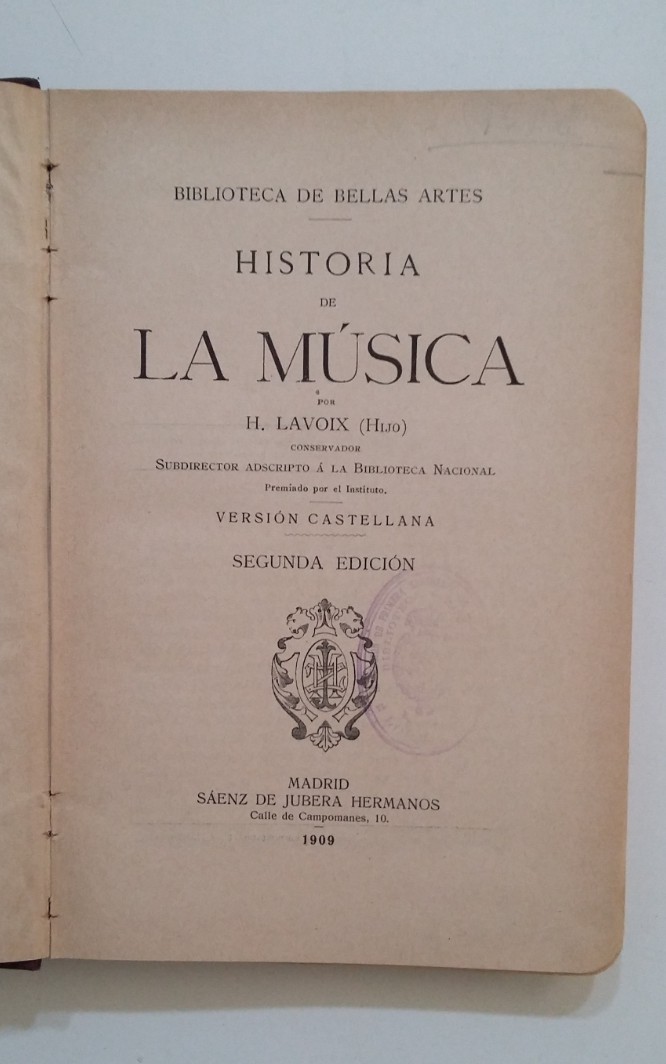 BIBLIOTECA DE BELLAS ARTES
HISTORIA
DE
LA MÚSICA
POR
H. LAVOIX (HIJO)
CONSERVADOR
SUBDIRECTOR ADSCRIPTO Á LA BIBLIOTECA NACIONAL
Premiado por el Instituto.
VERSIÓN CASTELLANA
SEGUNDA EDICIÓN
MADRID
SÁENZ DE JUBERA HERMANOS
Calle de Campomanes, 10.
1909